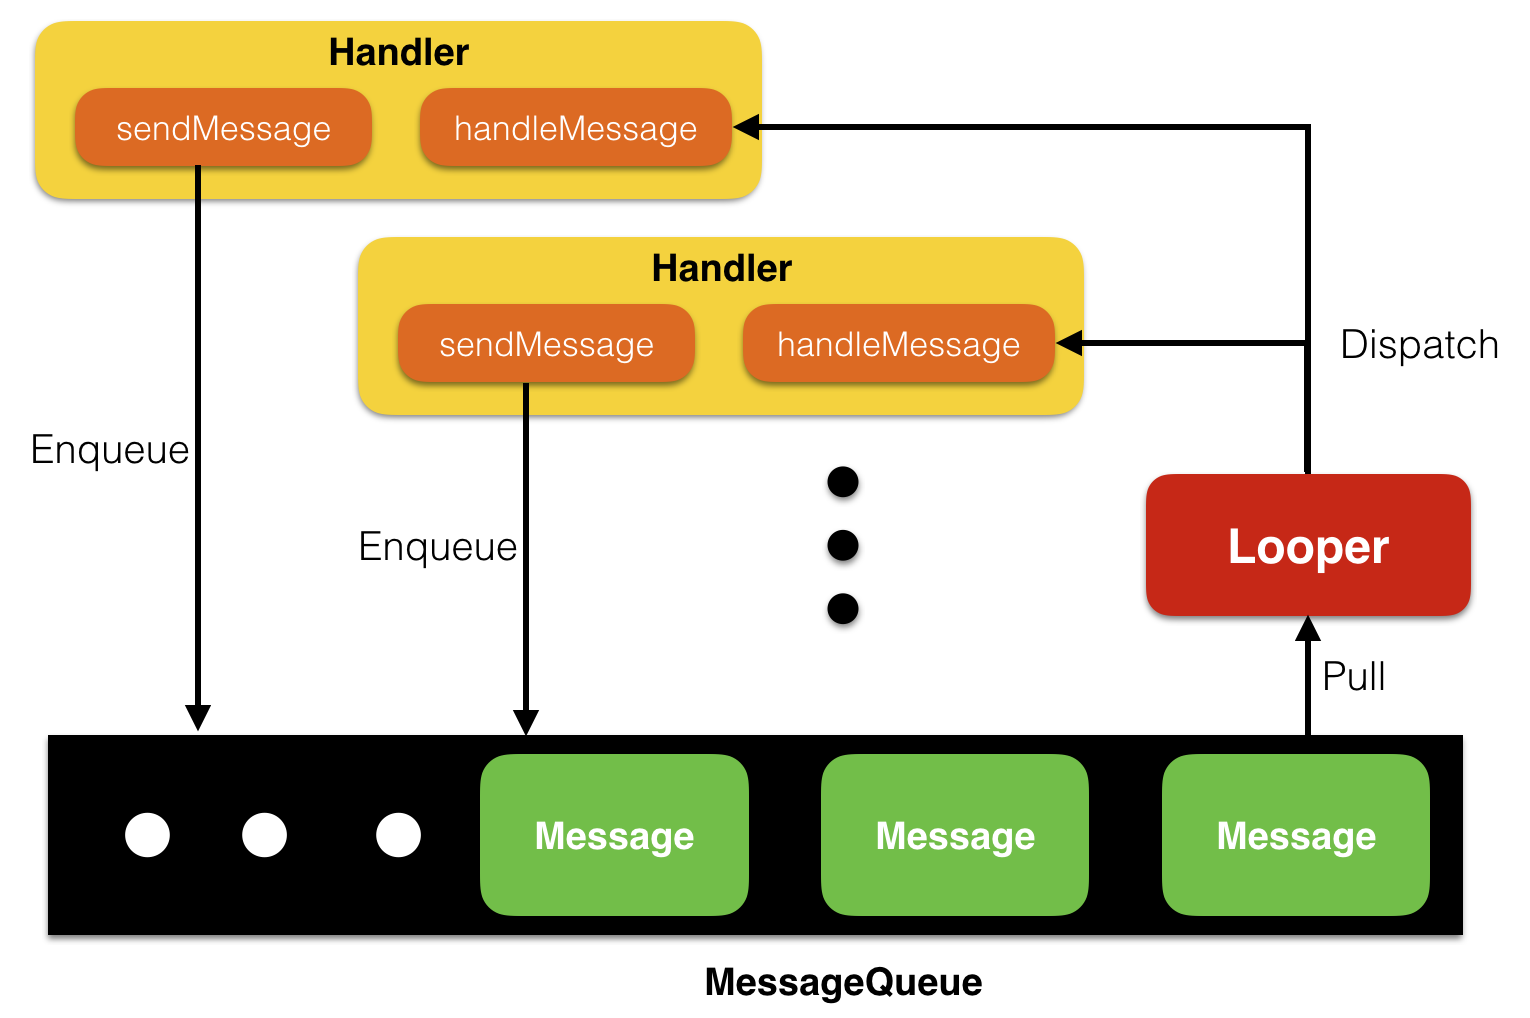 Handler
sendMessage
handleMessage
Handler
sendMessage
handleMessage
Dispatch
Enqueue
Enqueue
Looper
Pull
Message
Message
Message
MessageQueue